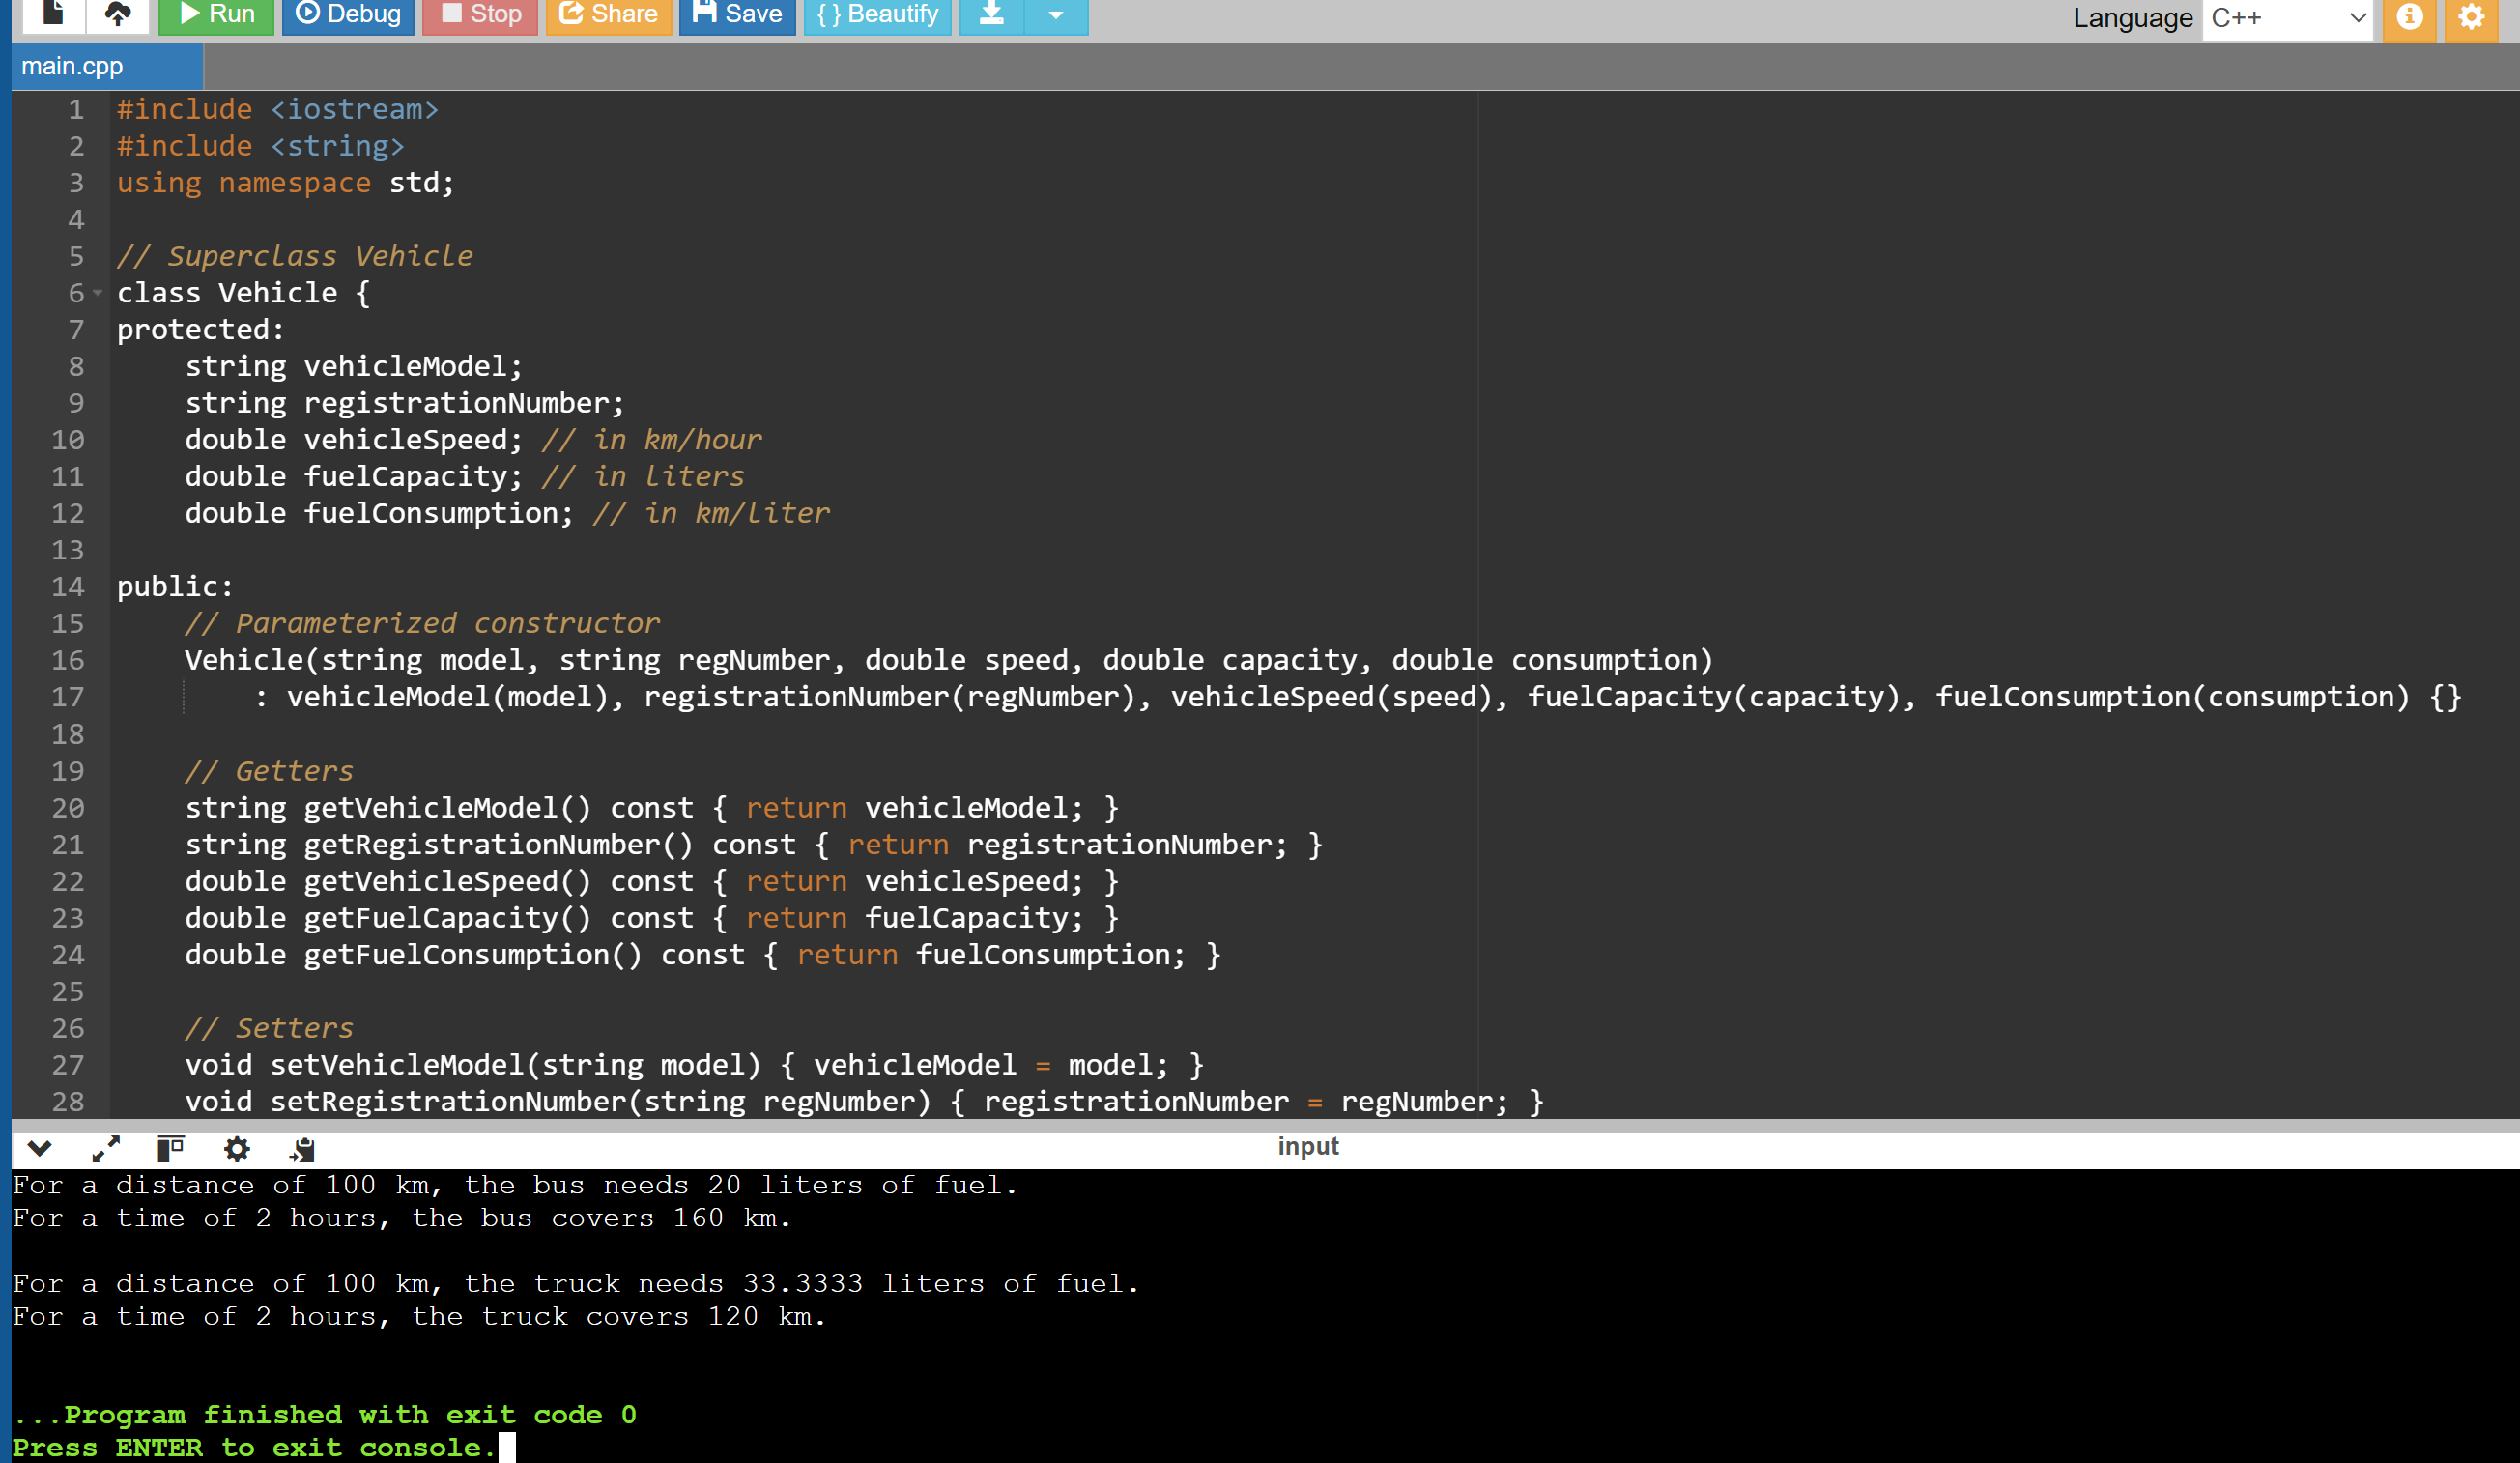 Run Debug Stop Share Save { } Beautify Language C++
main.cpp
1 #include <iostream>
2 #include <string>
3 using namespace std;
4
5 // Superclass Vehicle
6 class Vehicle {
7 protected:
8     string vehicleModel;
9     string registrationNumber;
10     double vehicleSpeed; // in km/hour
11     double fuelCapacity; // in liters
12     double fuelConsumption; // in km/liter
13
14 public:
15     // Parameterized constructor
16     Vehicle(string model, string regNumber, double speed, double capacity, double consumption)
17         : vehicleModel(model), registrationNumber(regNumber), vehicleSpeed(speed), fuelCapacity(capacity), fuelConsumption(consumption) {}
18
19     // Getters
20     string getVehicleModel() const { return vehicleModel; }
21     string getRegistrationNumber() const { return registrationNumber; }
22     double getVehicleSpeed() const { return vehicleSpeed; }
23     double getFuelCapacity() const { return fuelCapacity; }
24     double getFuelConsumption() const { return fuelConsumption; }
25
26     // Setters
27     void setVehicleModel(string model) { vehicleModel = model; }
28     void setRegistrationNumber(string regNumber) { registrationNumber = regNumber; }
input
For a distance of 100 km, the bus needs 20 liters of fuel.
For a time of 2 hours, the bus covers 160 km.

For a distance of 100 km, the truck needs 33.3333 liters of fuel.
For a time of 2 hours, the truck covers 120 km.

...Program finished with exit code 0
Press ENTER to exit console.